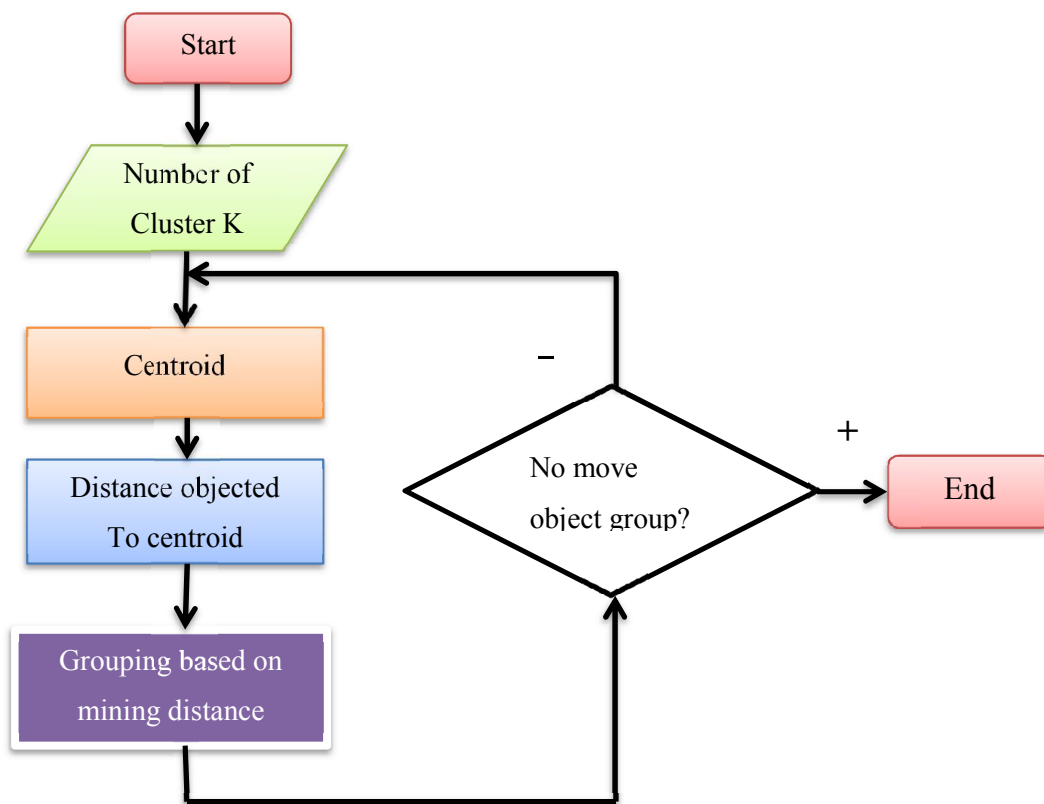 Start
Number of
Cluster K
Centroid
Distance objected
To centroid
Grouping based on
mining distance
–
No move
object group?
+
End